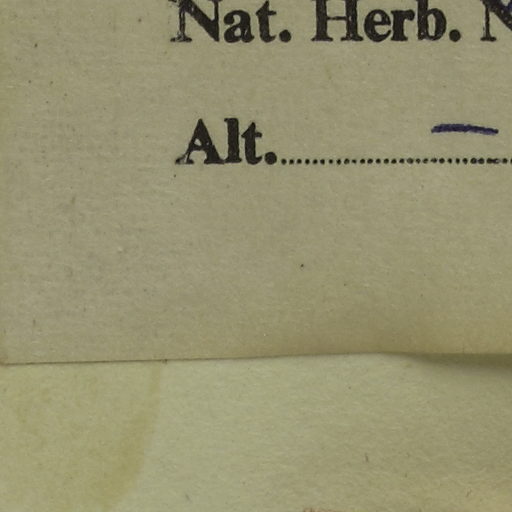 Nat. Herb. N
Alt. —